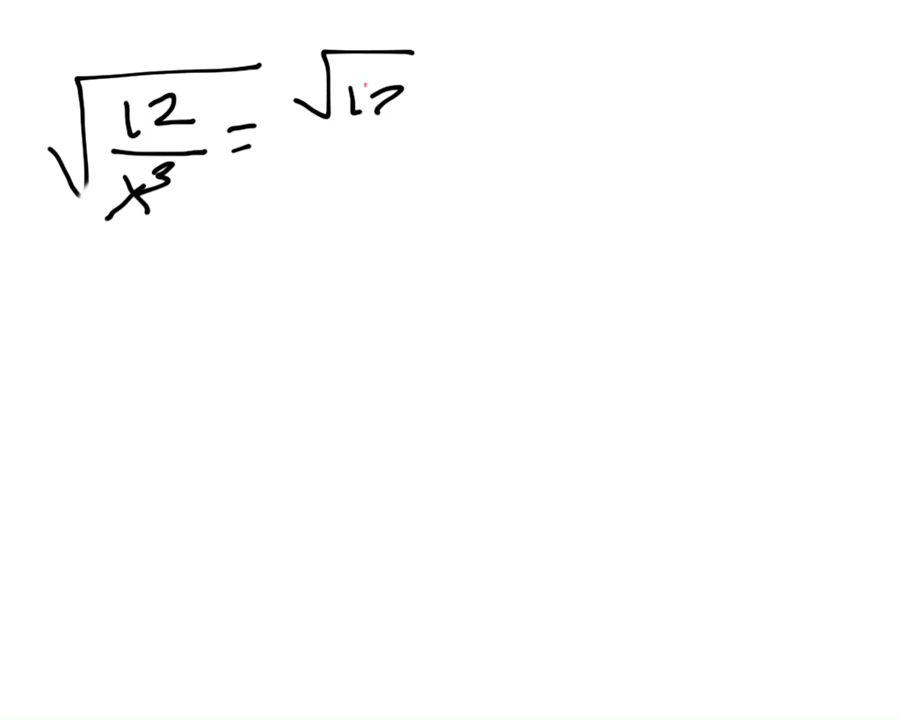 √(12/x³) = √12